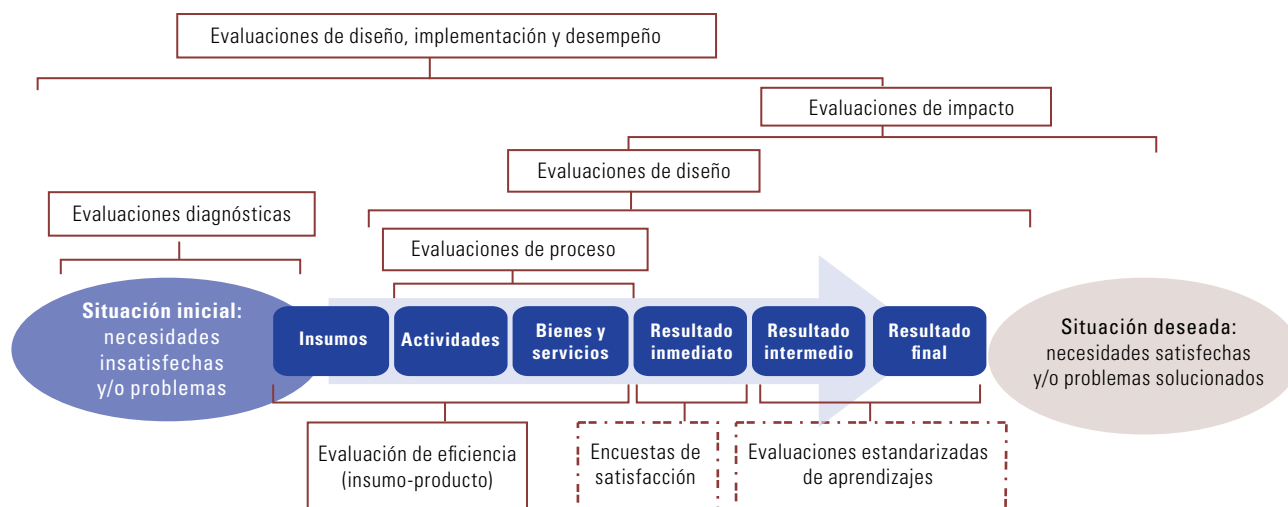 Evaluaciones de diseño, implementación y desempeño
Evaluaciones de impacto
Evaluaciones de diseño
Evaluaciones diagnósticas
Evaluaciones de proceso
Situación inicial:
necesidades
insatisfechas
y/o problemas
Insumos
Actividades
Bienes y
servicios
Resultado
inmediato
Resultado
intermedio
Resultado
final
Situación deseada:
necesidades satisfechas
y/o problemas solucionados
Evaluación de eficiencia
(insumo-producto)
Encuestas de
satisfacción
Evaluaciones estandarizadas
de aprendizajes